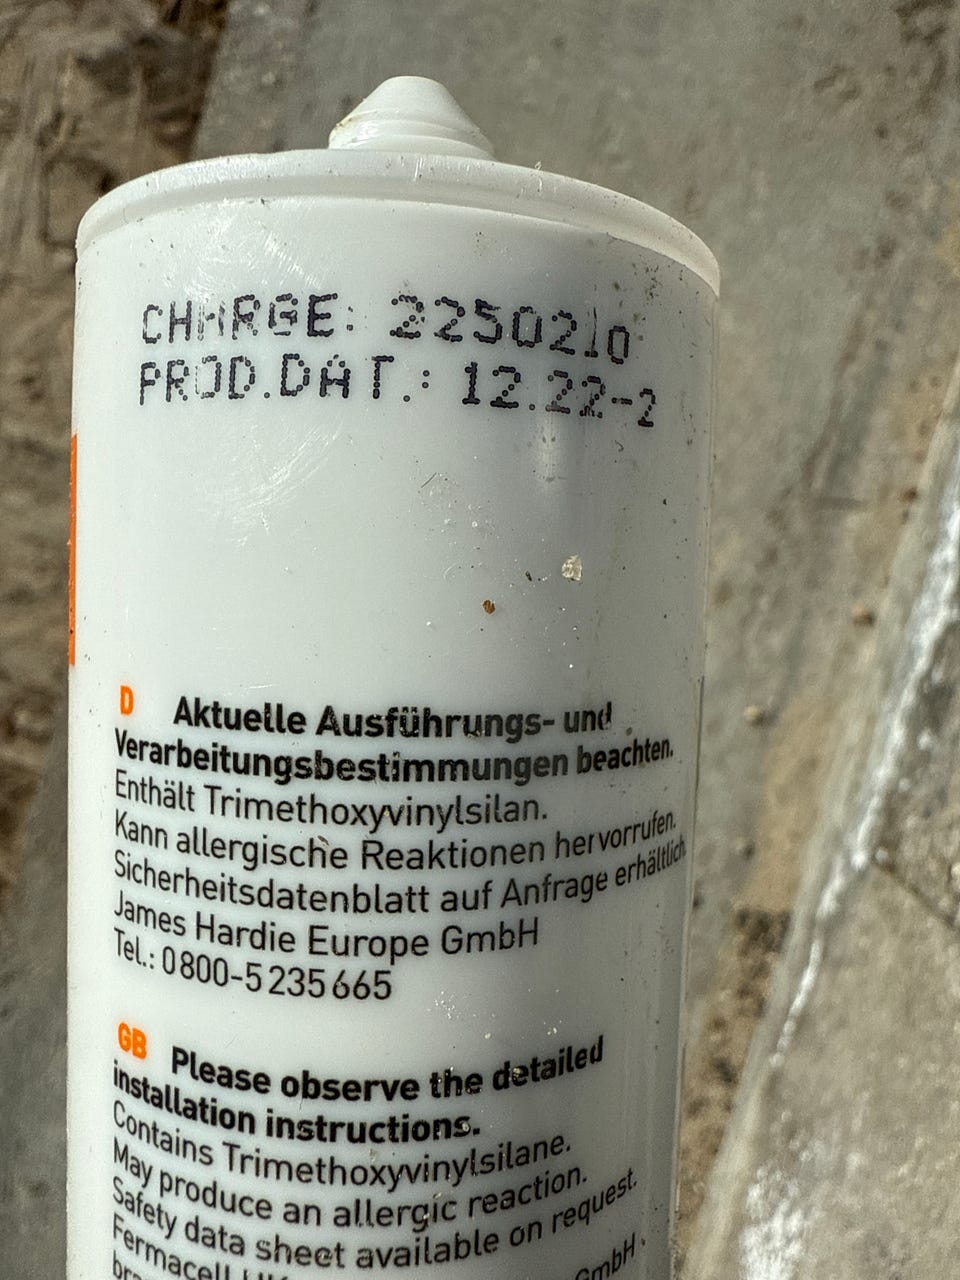 CHARGE: 2250210
PROD.DAT.: 12.22-2
D Aktuelle Ausführungs- und
Verarbeitungsbestimmungen beachten.
Enthält Trimethoxyvinylsilan.
Kann allergische Reaktionen hervorrufen.
Sicherheitsdatenblatt auf Anfrage erhältlich
James Hardie Europe GmbH
Tel.: 0800-5235665
GB Please observe the detailed
installation instructions.
Contains Trimethoxyvinylsilane.
May produce an allergic reaction.
Safety data sheet available on request.
Fermacell GmbH